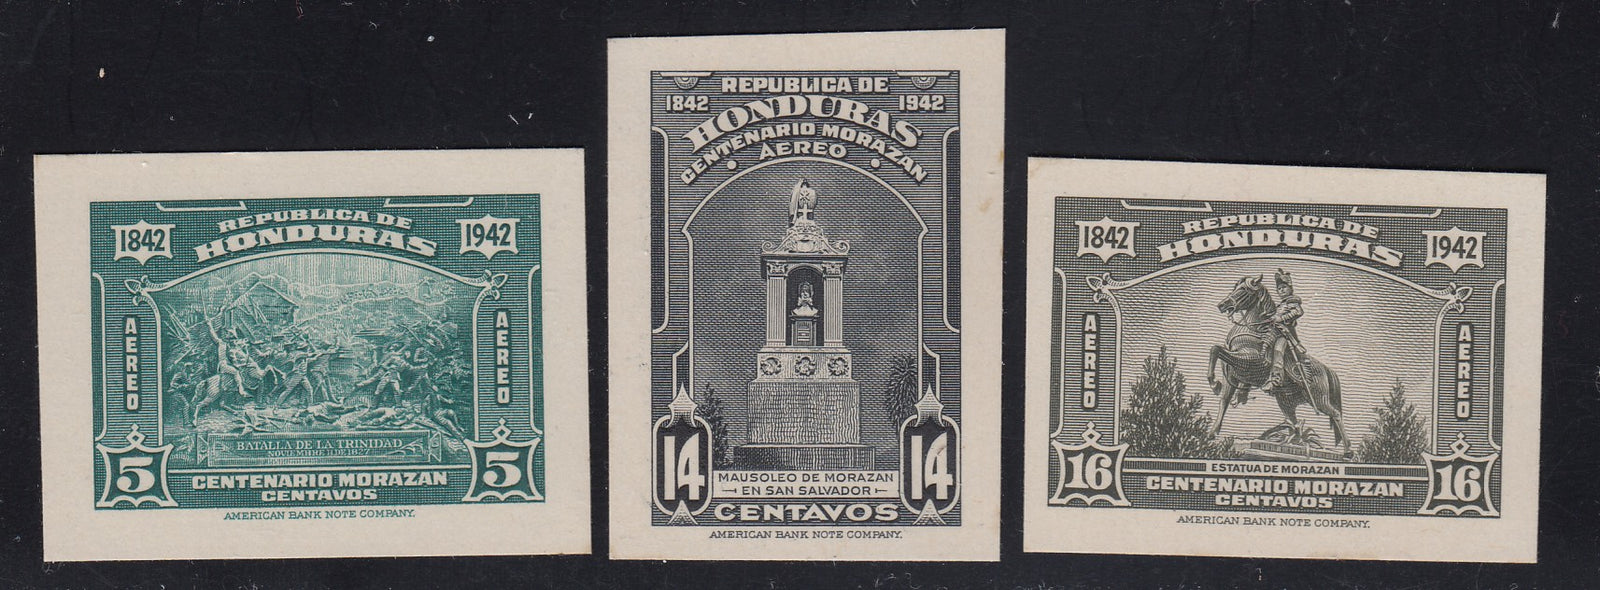 REPUBLICA DE
HONDURAS
1842
1942
AEREO
AEREO
BATALLA DE LA TRINIDAD
NOVIEMBRE 11 DE 1827
5
5
CENTENARIO MORAZAN
CENTAVOS
AMERICAN BANK NOTE COMPANY.
REPUBLICA DE
1842
1942
HONDURAS
CENTENARIO MORAZAN
AEREO
14
14
MAUSOLEO DE MORAZAN
EN SAN SALVADOR
CENTAVOS
AMERICAN BANK NOTE COMPANY.
REPUBLICA DE
HONDURAS
1842
1942
AEREO
AEREO
ESTATUA DE MORAZAN
16
16
CENTENARIO MORAZAN
CENTAVOS
AMERICAN BANK NOTE COMPANY.